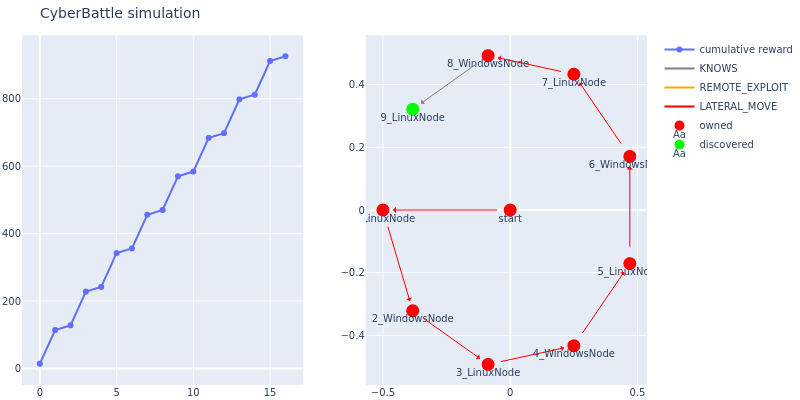 CyberBattle simulation
800
600
400
200
0
0
5
10
15
0.4
0.2
0
−0.2
−0.4
−0.5
0
0.5
8_WindowsNode
7_LinuxNode
9_LinuxNode
6_WindowsN
inuxNode
start
5_LinuxNo
2_WindowsNode
4_WindowsNode
3_LinuxNode
cumulative reward
KNOWS
REMOTE_EXPLOIT
LATERAL_MOVE
owned
Aa
discovered
Aa